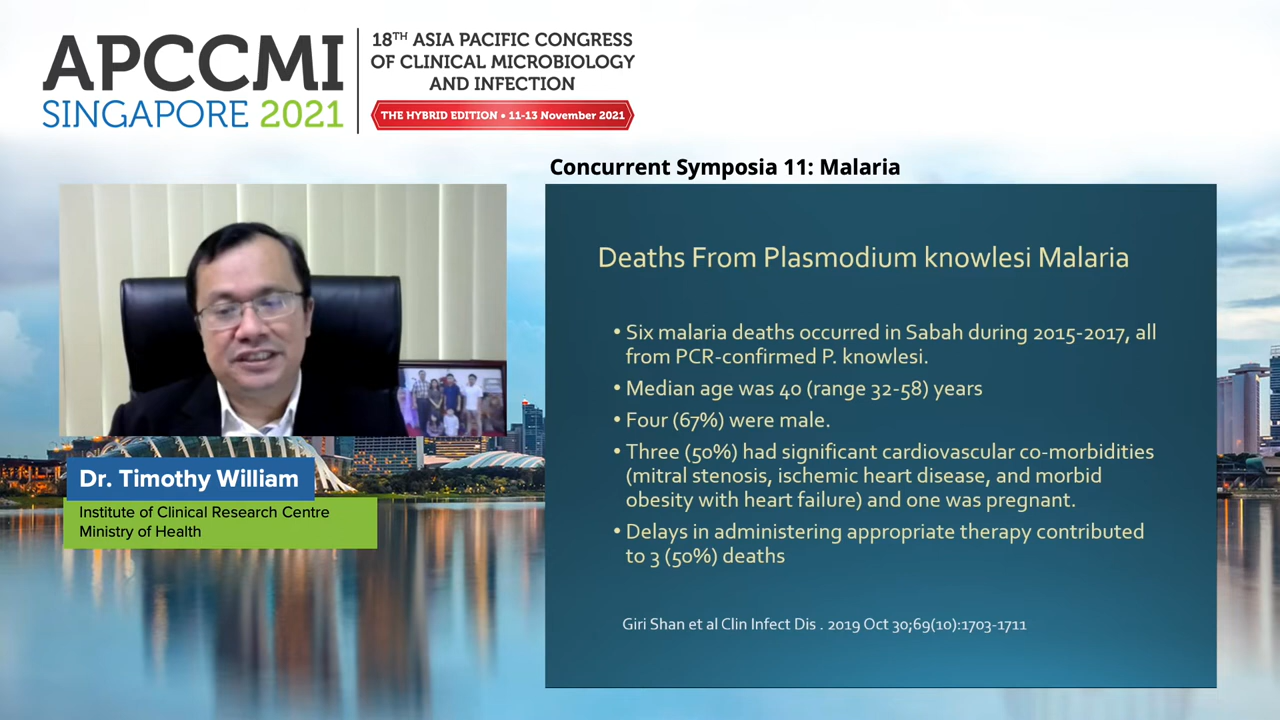 APCCMI
SINGAPORE 2021
18TH ASIA PACIFIC CONGRESS
OF CLINICAL MICROBIOLOGY
AND INFECTION
THE HYBRID EDITION • 11-13 November 2021
Concurrent Symposia 11: Malaria
Deaths From Plasmodium knowlesi Malaria
• Six malaria deaths occurred in Sabah during 2015-2017, all
from PCR-confirmed P. knowlesi.
• Median age was 40 (range 32-58) years
• Four (67%) were male.
• Three (50%) had significant cardiovascular co-morbidities
(mitral stenosis, ischemic heart disease, and morbid
obesity with heart failure) and one was pregnant.
• Delays in administering appropriate therapy contributed
to 3 (50%) deaths
Giri Shan et al Clin Infect Dis . 2019 Oct 30;69(10):1703-1711
Dr. Timothy William
Institute of Clinical Research Centre
Ministry of Health